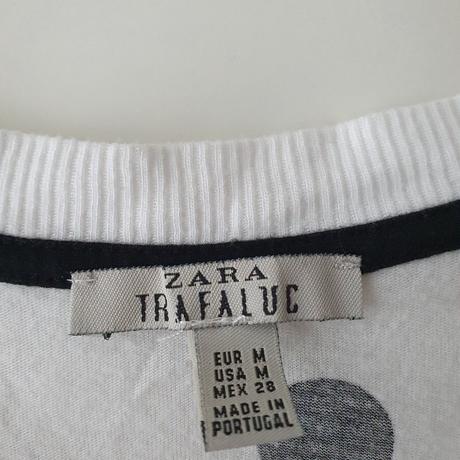 ZARA
TRAFALUC
EUR M
USA M
MEX 28
MADE IN
PORTUGAL